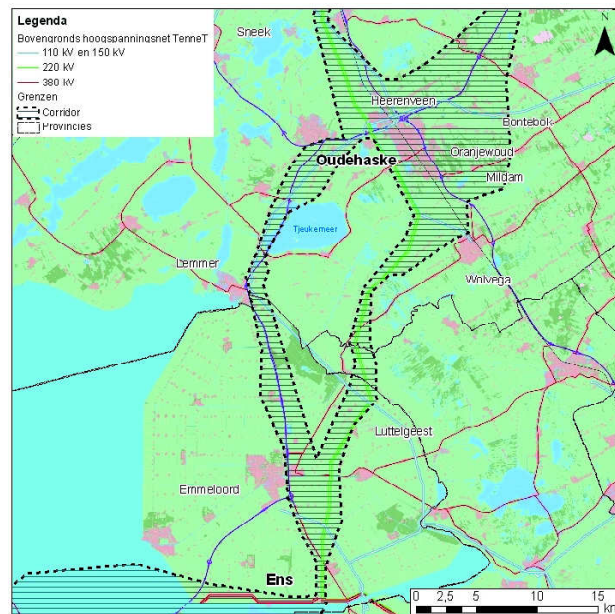 Legenda
Bovengronds hoogspanningsnet TenneT
110 kV en 150 kV
220 kV
380 kV
Grenzen
Corridor
Provincies
Sneek
N
Heerenveen
Bontebok
Oudehaske
Oranjewoud
Mildam
Tjeukemeer
Lemmer
Wolvega
Luttelgeest
Emmeloord
Ens
0 2,5 5 10 15
km